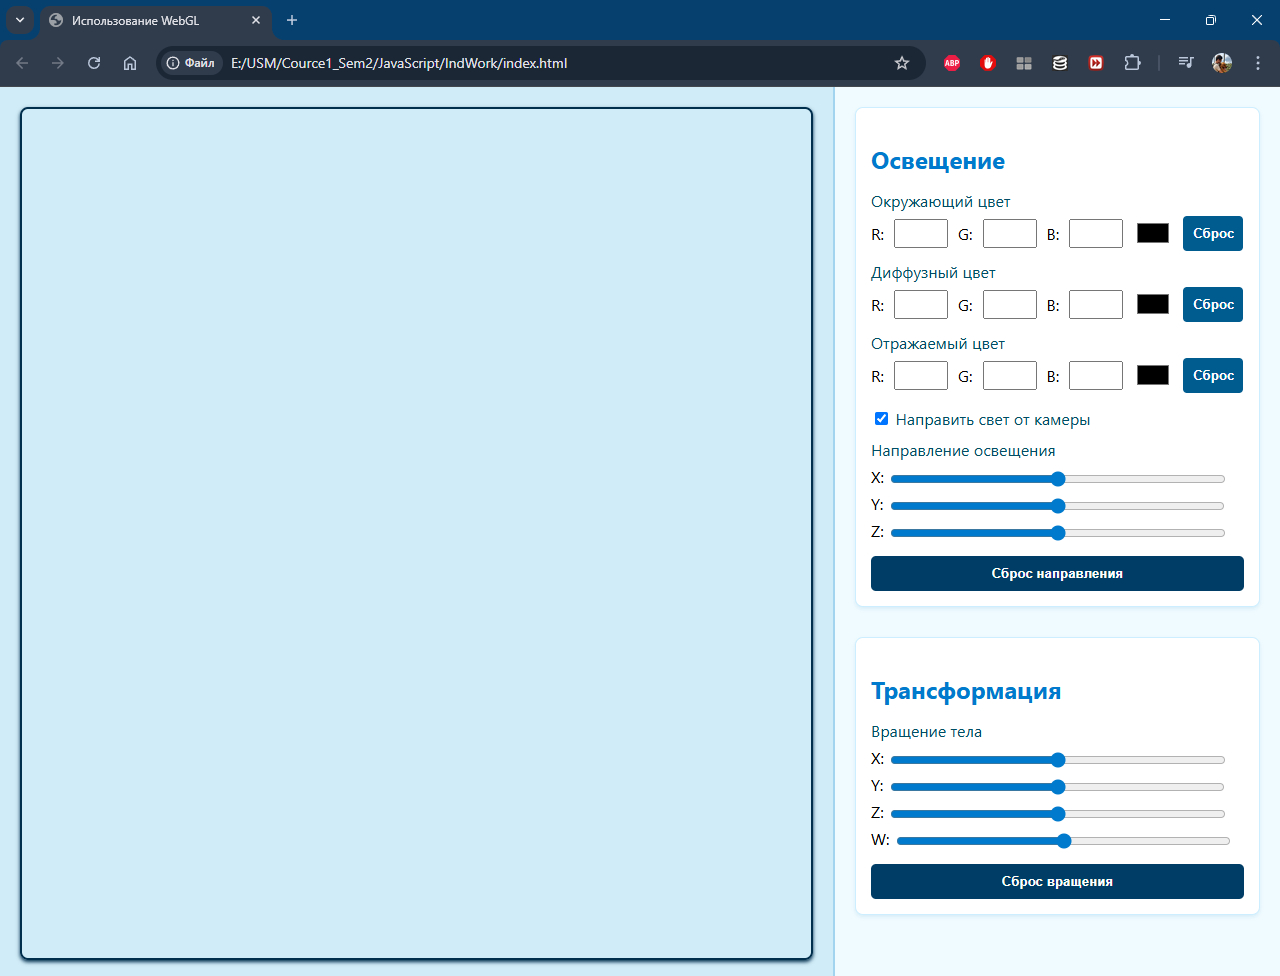 Использование WebGL
Файл
E:/USM/Cource1_Sem2/JavaScript/IndWork/index.html
ABP
Освещение
Окружающий цвет
R: G: B: Сброс
Диффузный цвет
R: G: B: Сброс
Отражаемый цвет
R: G: B: Сброс
Направить свет от камеры
Направление освещения
X:
Y:
Z:
Сброс направления
Трансформация
Вращение тела
X:
Y:
Z:
W:
Сброс вращения